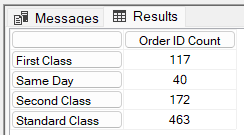 Messages Results
Order ID Count
First Class 117
Same Day 40
Second Class 172
Standard Class 463